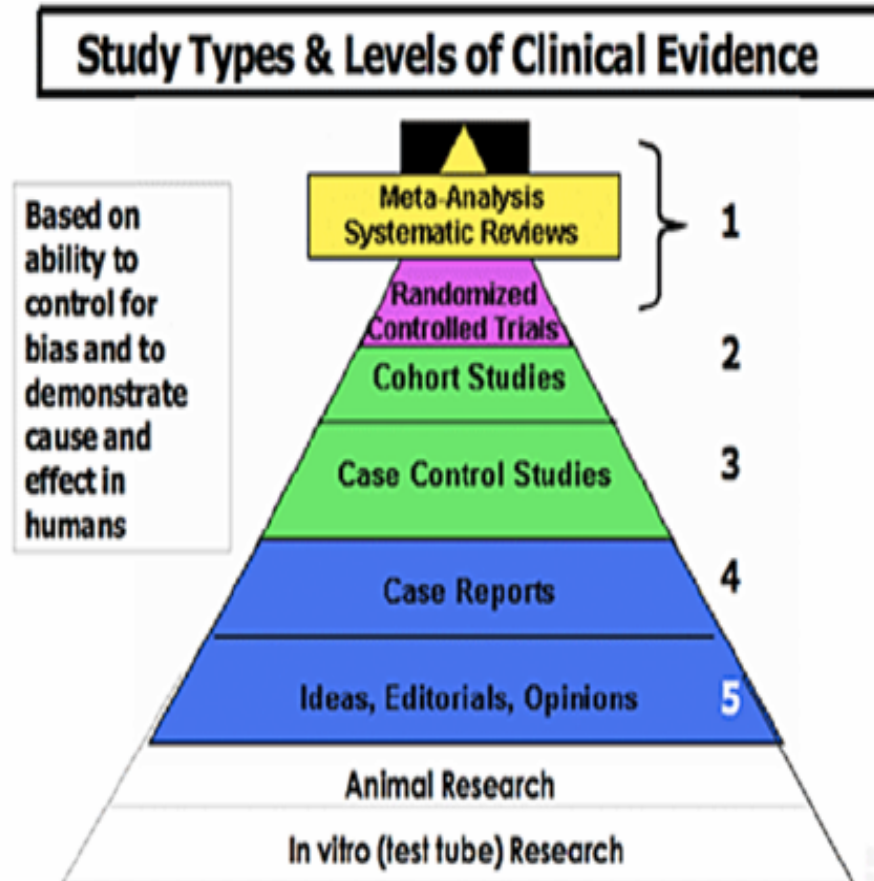 Study Types & Levels of Clinical Evidence
Based on
ability to
control for
bias and to
demonstrate
cause and
effect in
humans
Meta-Analysis
Systematic Reviews
1
Randomized
Controlled Trials
2
Cohort Studies
Case Control Studies
3
Case Reports
4
Ideas, Editorials, Opinions
5
Animal Research
In vitro (test tube) Research